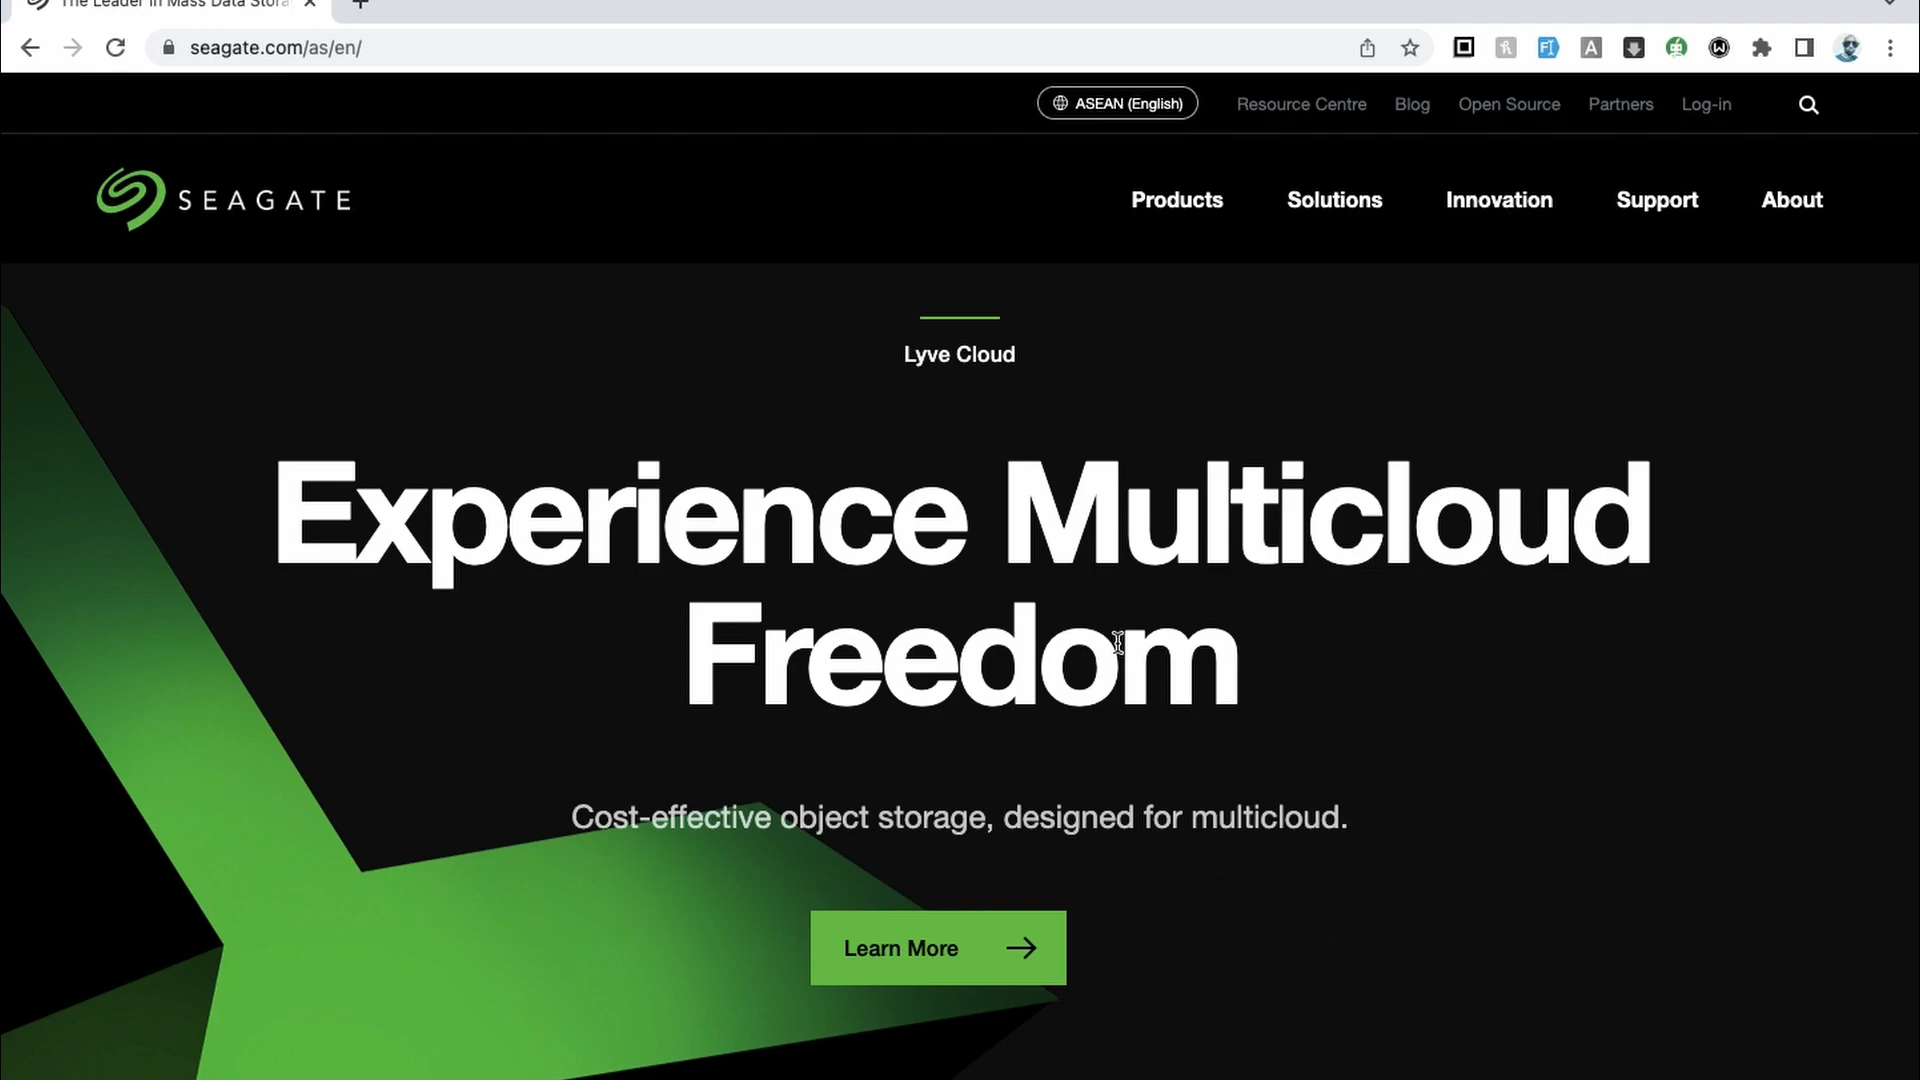 The Leader in Mass Data Stora
seagate.com/as/en/
ASEAN (English) Resource Centre Blog Open Source Partners Log-in
SEAGATE
Products Solutions Innovation Support About
Lyve Cloud
Experience Multicloud
Freedom
Cost-effective object storage, designed for multicloud.
Learn More